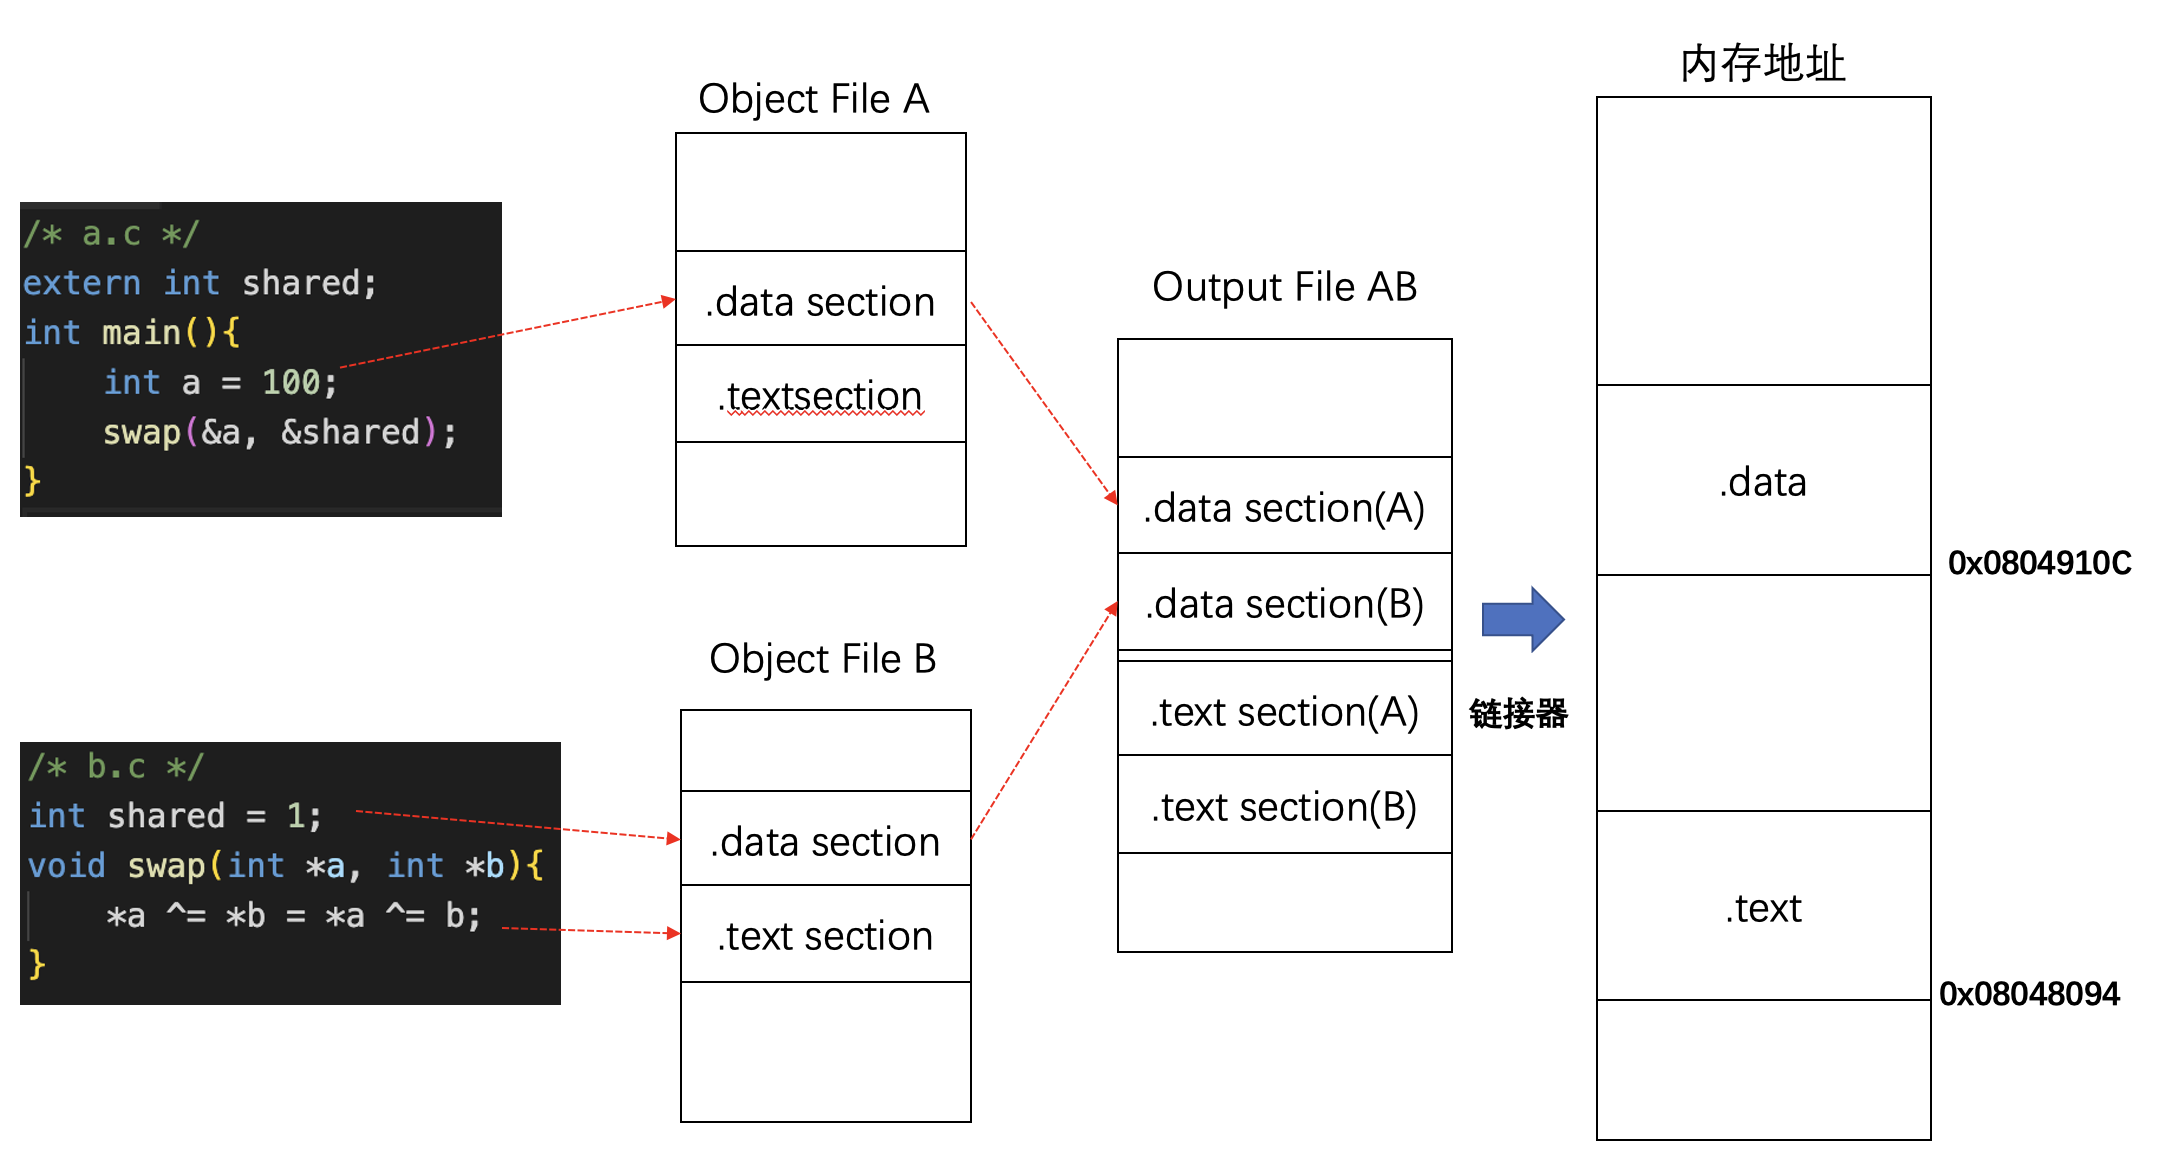 /* a.c */
extern int shared;
int main(){
    int a = 100;
    swap(&a, &shared);
}
Object File A
.data section
.textsection
/* b.c */
int shared = 1;
void swap(int *a, int *b){
    *a ^= *b = *a ^= b;
}
Object File B
.data section
.text section
Output File AB
.data section(A)
.data section(B)
.text section(A)
.text section(B)
链接器
内存地址
.data
0x0804910C
.text
0x08048094